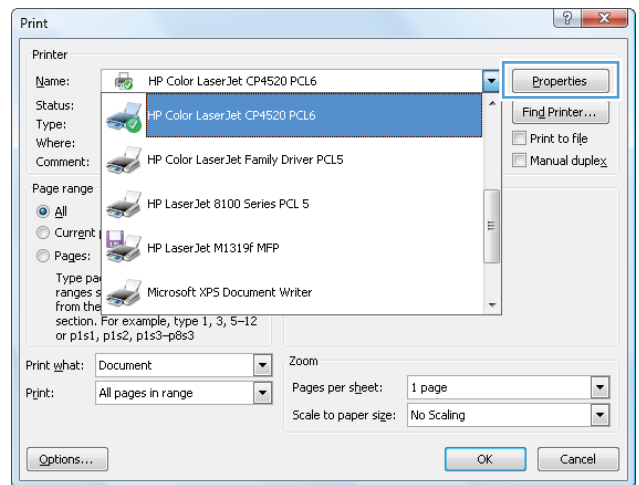 Print
Printer
Name: HP Color LaserJet CP4520 PCL6 Properties
Status: HP Color LaserJet CP4520 PCL6 Find Printer...
Type:
Where: Print to file
Comment: HP Color LaserJet Family Driver PCL5 Manual duplex
Page range
All HP LaserJet 8100 Series PCL 5
Current
Pages: HP LaserJet M1319f MFP
Type
ranges Microsoft XPS Document Writer
from the
section. For example, type 1, 3, 5–12
or p1s1, p1s2, p1s3–p8s3
Print what: Document
Print: All pages in range
Zoom
Pages per sheet: 1 page
Scale to paper size: No Scaling
Options... OK Cancel